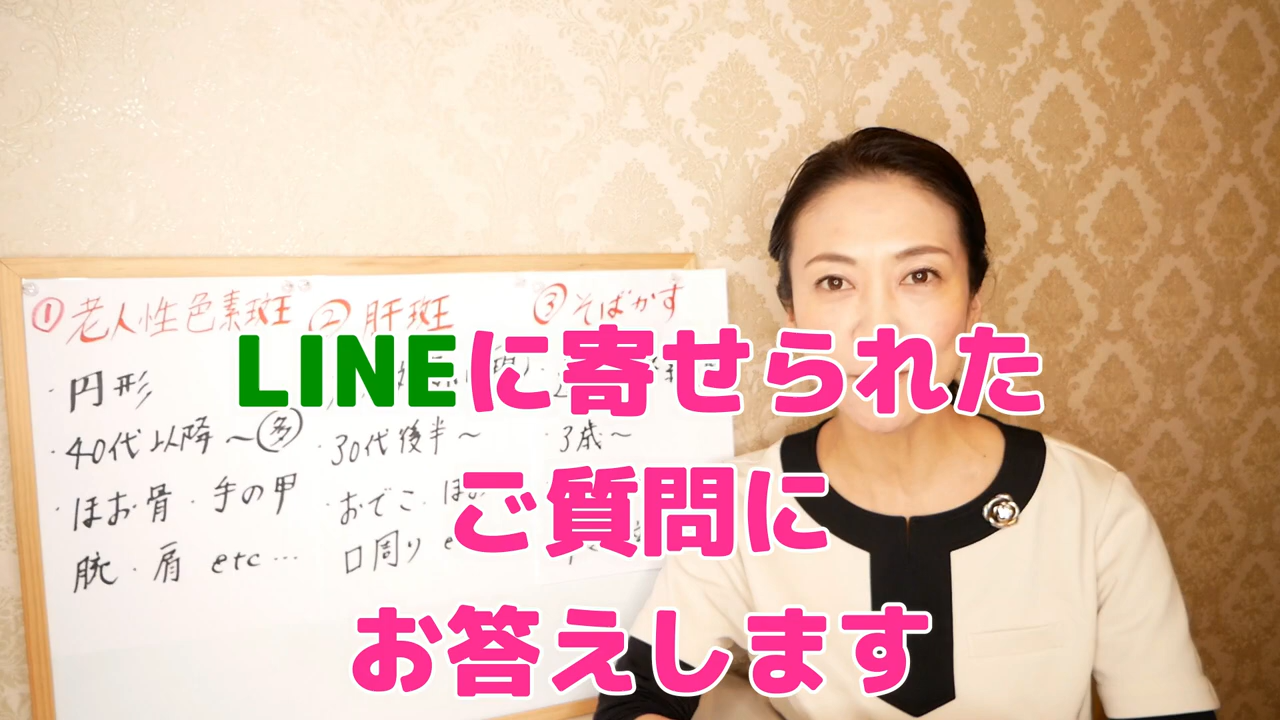 ①老人性色素斑 ②肝斑 ③そばかす
・円形
・40代以降～多 ・30代後半～ ・3歳～
・ほお骨・手の甲 ・おでこ、ほお
腕・肩 etc… 口周り
LINEに寄せられた
ご質問に
お答えします